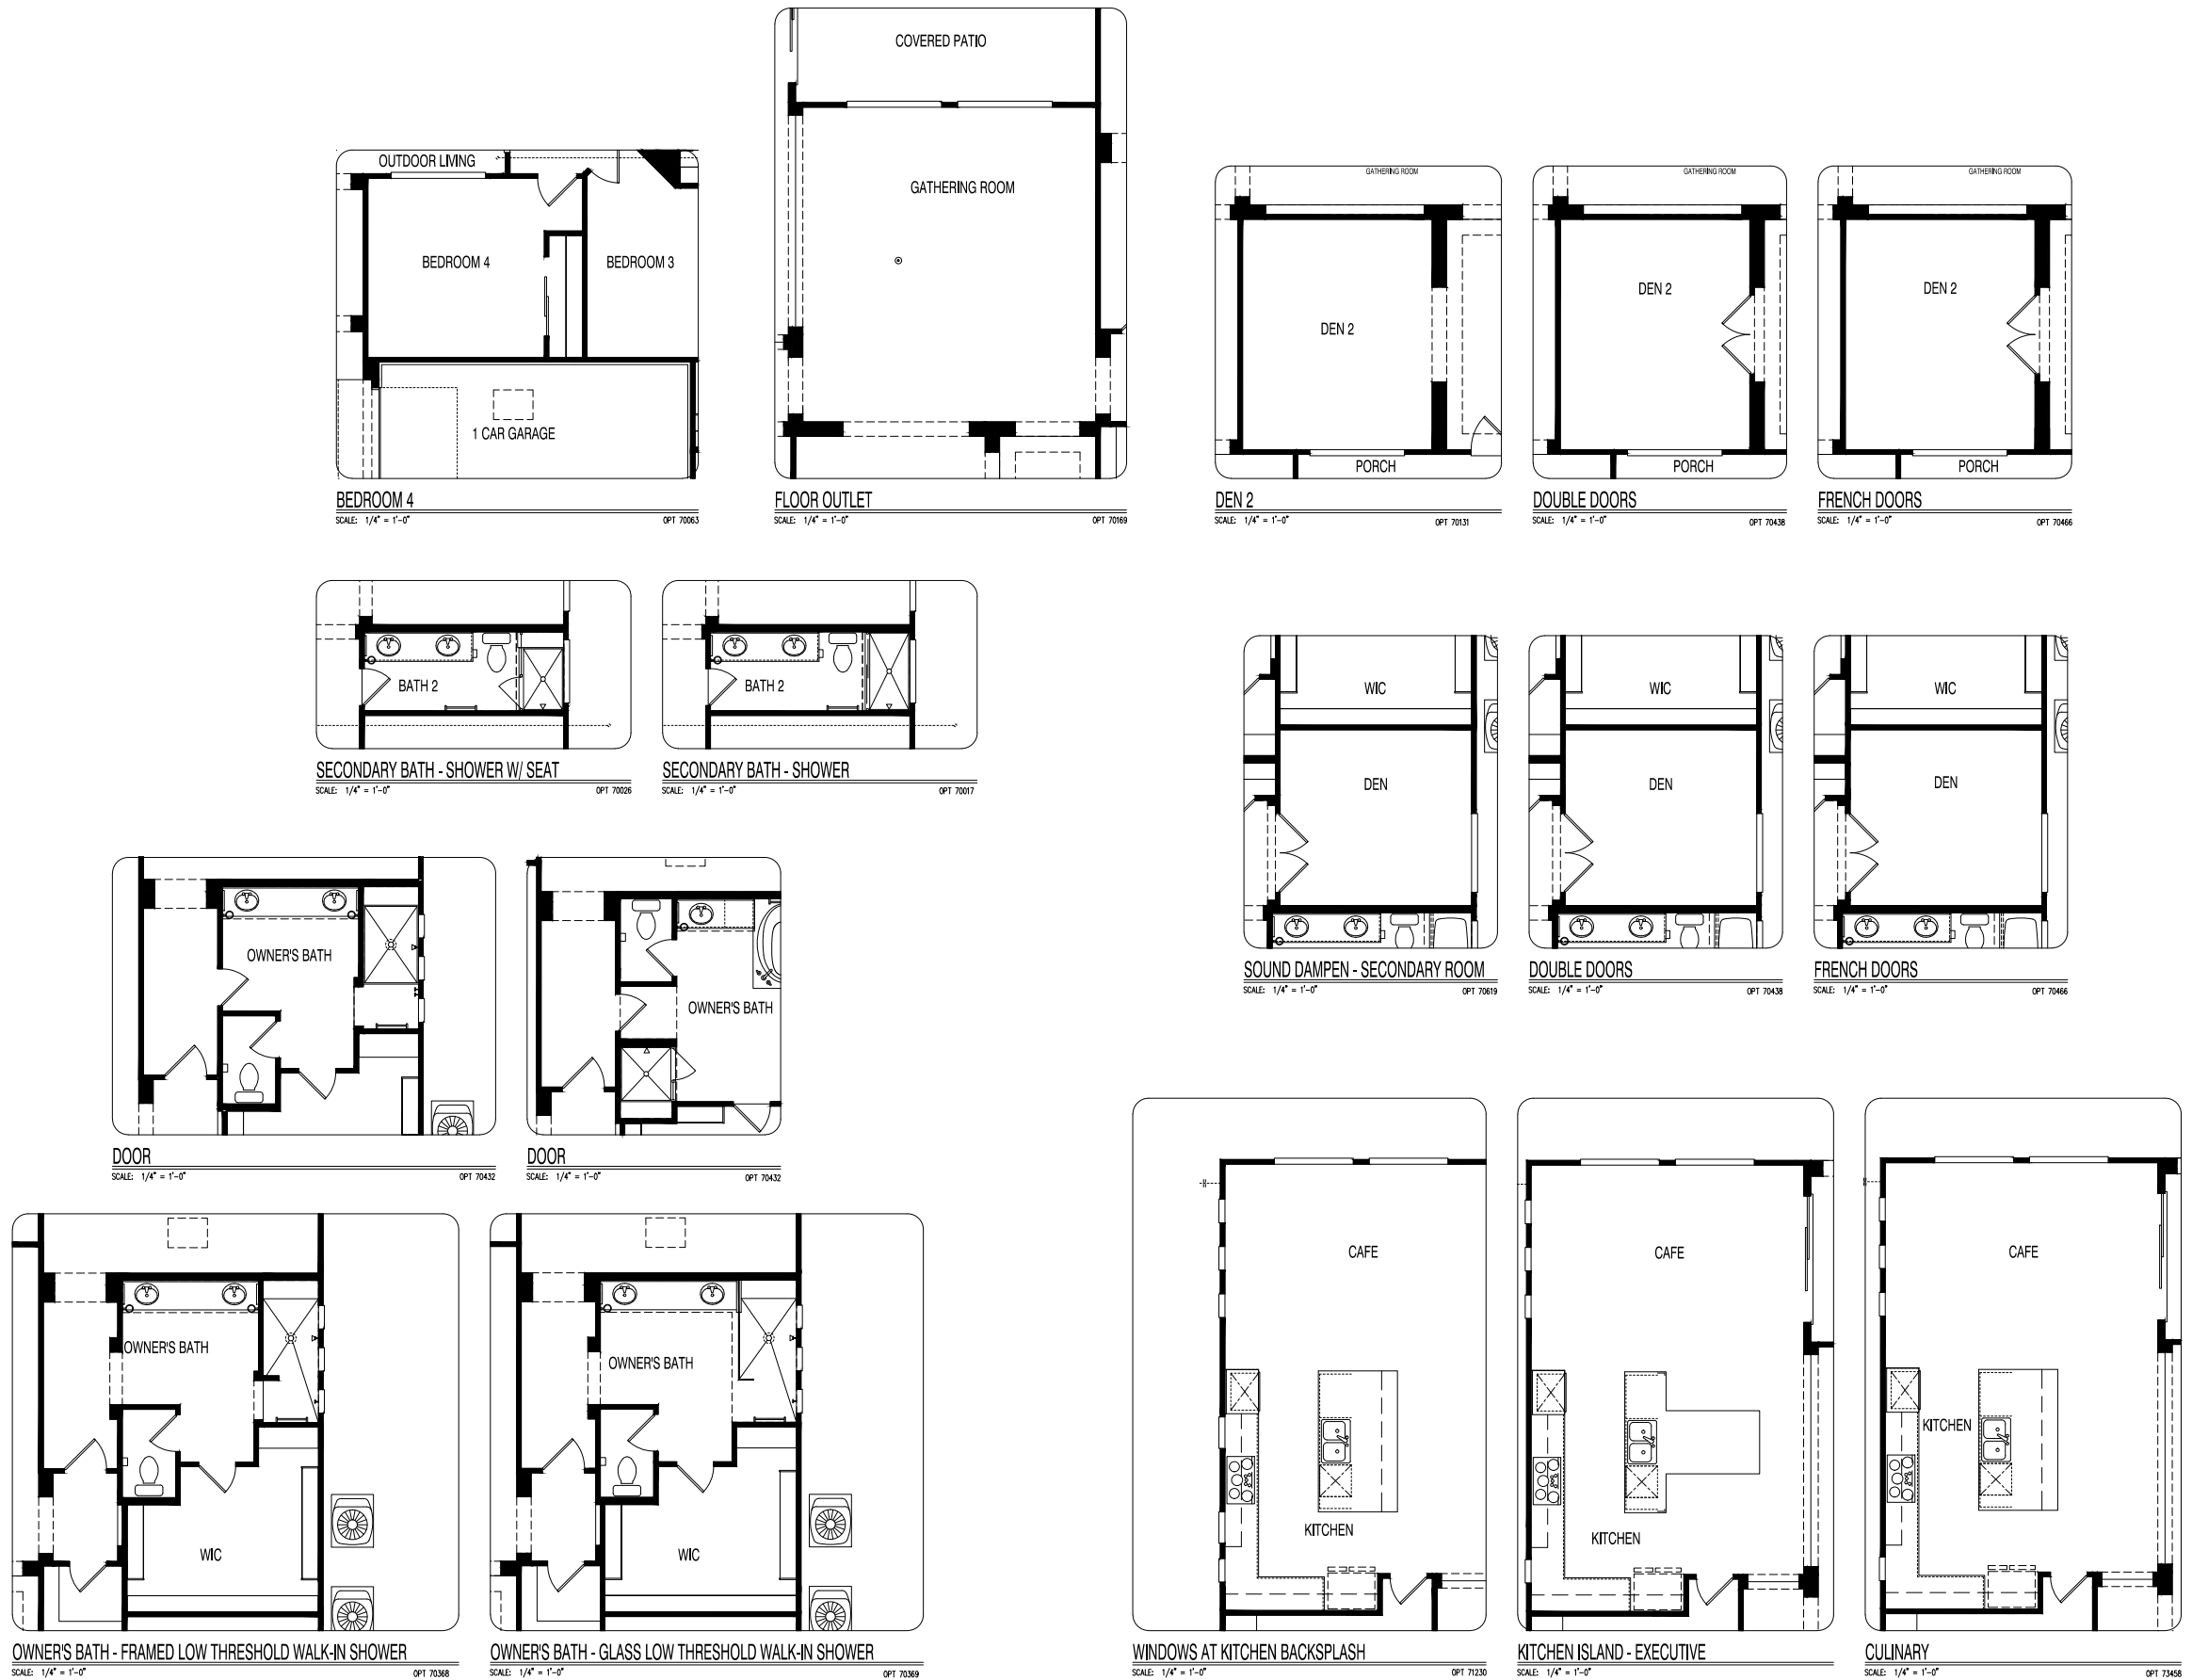 OUTDOOR LIVING
BEDROOM 4
BEDROOM 3
1 CAR GARAGE
BEDROOM 4
SCALE: 1/4" = 1'-0"
OPT 70063
COVERED PATIO
GATHERING ROOM
FLOOR OUTLET
SCALE: 1/4" = 1'-0"
OPT 70169
GATHERING ROOM
DEN 2
PORCH
DEN 2
SCALE: 1/4" = 1'-0"
OPT 70131
GATHERING ROOM
DEN 2
PORCH
DOUBLE DOORS
SCALE: 1/4" = 1'-0"
OPT 70438
GATHERING ROOM
DEN 2
PORCH
FRENCH DOORS
SCALE: 1/4" = 1'-0"
OPT 70466
BATH 2
SECONDARY BATH - SHOWER W/ SEAT
SCALE: 1/4" = 1'-0"
OPT 70026
BATH 2
SECONDARY BATH - SHOWER
SCALE: 1/4" = 1'-0"
OPT 70017
WIC
DEN
SOUND DAMPEN - SECONDARY ROOM
SCALE: 1/4" = 1'-0"
OPT 70619
WIC
DEN
DOUBLE DOORS
SCALE: 1/4" = 1'-0"
OPT 70438
WIC
DEN
FRENCH DOORS
SCALE: 1/4" = 1'-0"
OPT 70466
OWNER'S BATH
DOOR
SCALE: 1/4" = 1'-0"
OPT 70432
OWNER'S BATH
DOOR
SCALE: 1/4" = 1'-0"
OPT 70432
OWNER'S BATH
WIC
OWNER'S BATH - FRAMED LOW THRESHOLD WALK-IN SHOWER
SCALE: 1/4" = 1'-0"
OPT 70368
OWNER'S BATH
WIC
OWNER'S BATH - GLASS LOW THRESHOLD WALK-IN SHOWER
SCALE: 1/4" = 1'-0"
OPT 70369
CAFE
KITCHEN
WINDOWS AT KITCHEN BACKSPLASH
SCALE: 1/4" = 1'-0"
OPT 71230
CAFE
KITCHEN
KITCHEN ISLAND - EXECUTIVE
SCALE: 1/4" = 1'-0"
CAFE
KITCHEN
CULINARY
SCALE: 1/4" = 1'-0"
OPT 73458